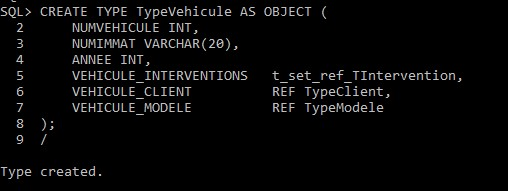 SQL> CREATE TYPE TypeVehicule AS OBJECT (
  2      NUMVEHICULE INT,
  3      NUMIMMAT VARCHAR(20),
  4      ANNEE INT,
  5      VEHICULE_INTERVENTIONS   t_set_ref_TIntervention,
  6      VEHICULE_CLIENT          REF TypeClient,
  7      VEHICULE_MODELE          REF TypeModele
  8  );
  9  /
Type created.